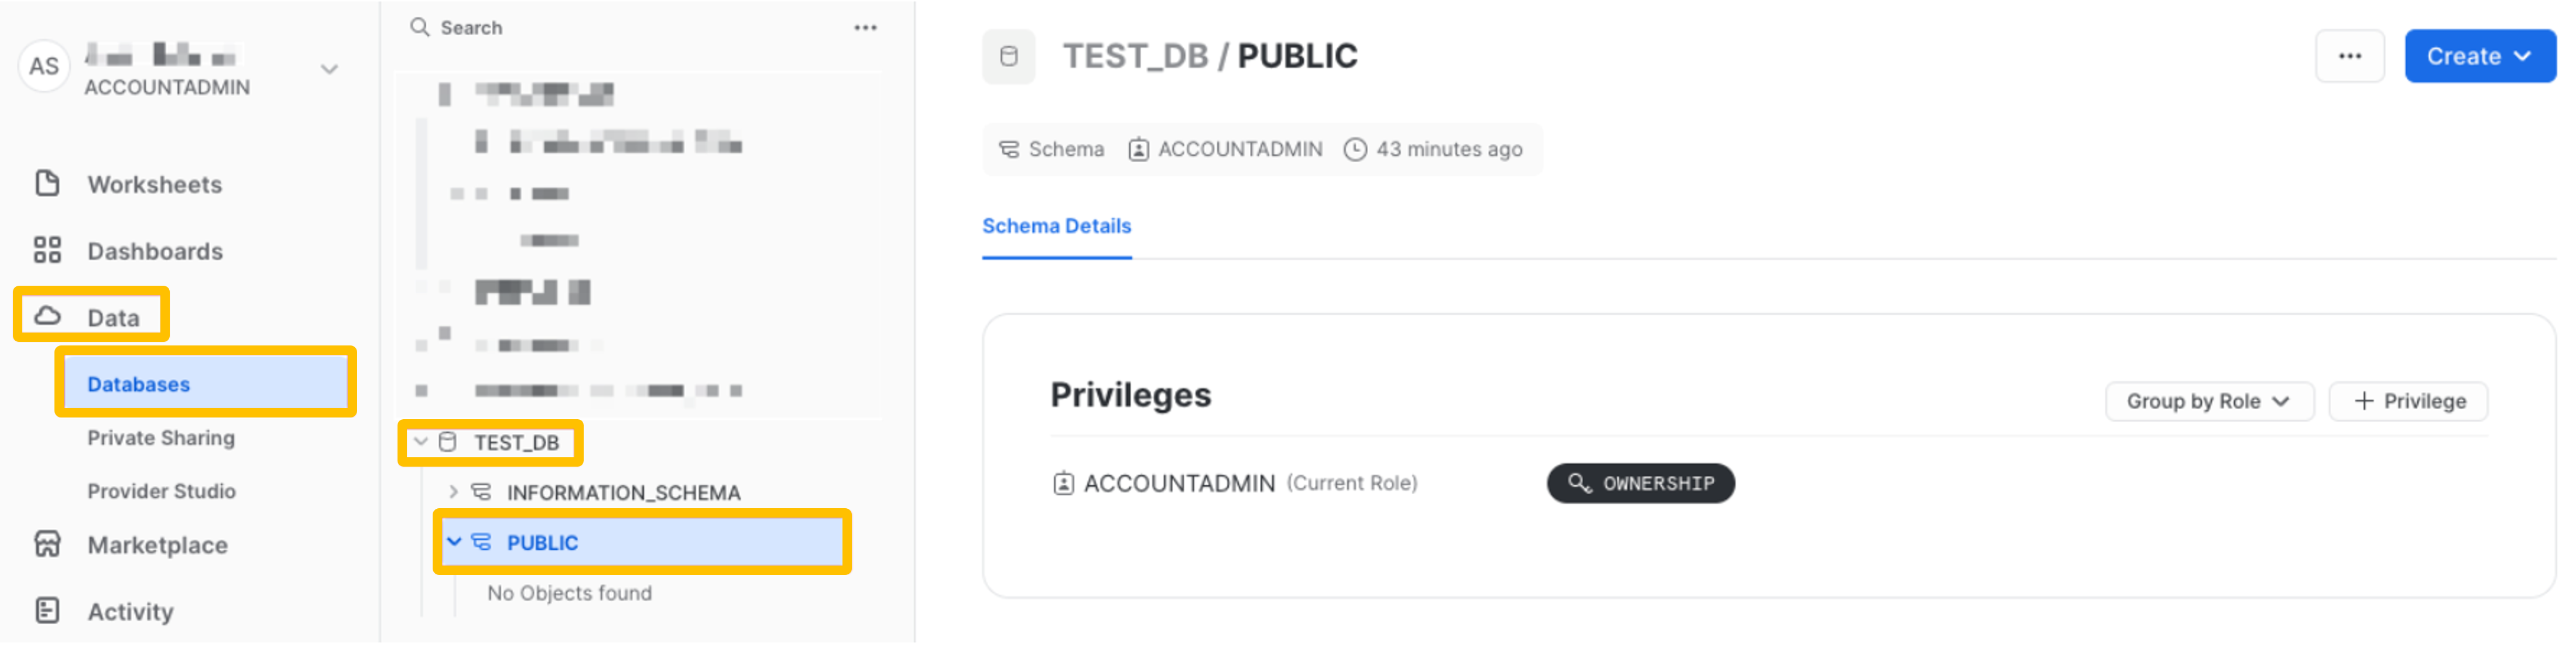 AS
ACCOUNTADMIN
Worksheets
Dashboards
Data
Databases
Private Sharing
Provider Studio
Marketplace
Activity
Search
TEST_DB
INFORMATION_SCHEMA
PUBLIC
No Objects found
TEST_DB / PUBLIC
Create
Schema ACCOUNTADMIN 43 minutes ago
Schema Details
Privileges
Group by Role + Privilege
ACCOUNTADMIN (Current Role) OWNERSHIP